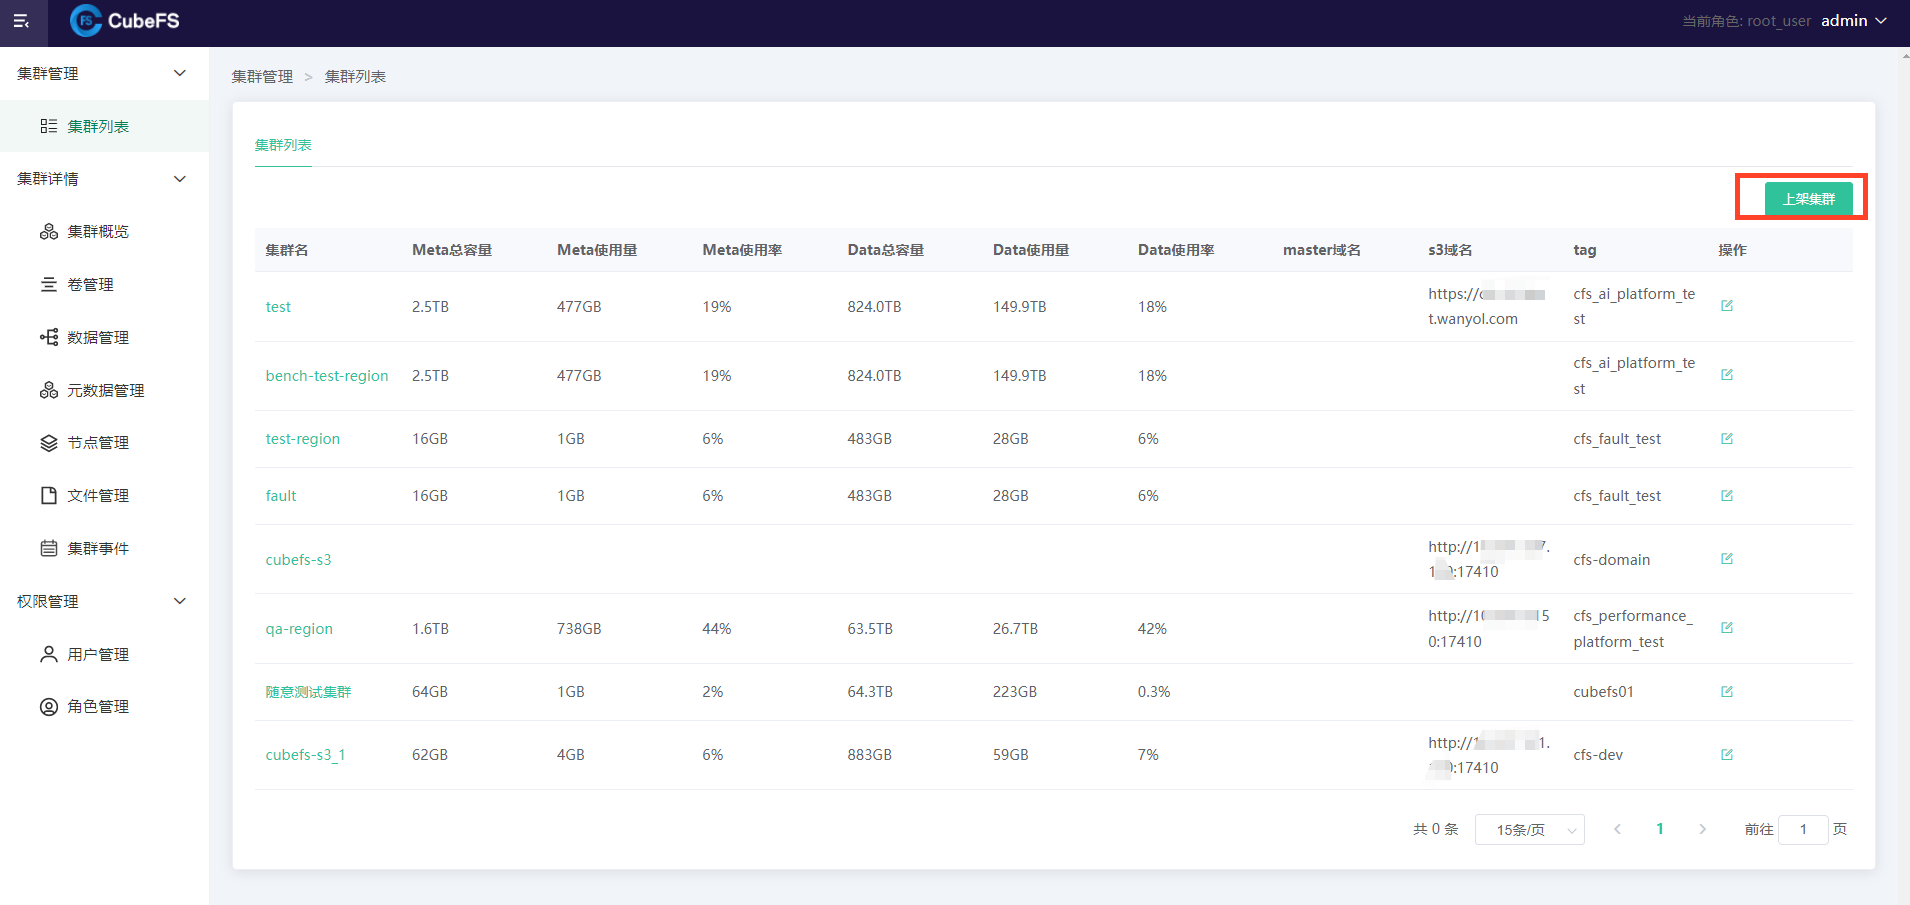 CubeFS
当前角色: root_user admin
集群管理
集群列表
集群详情
集群概览
卷管理
数据管理
元数据管理
节点管理
文件管理
集群事件
权限管理
用户管理
角色管理
集群管理 > 集群列表
集群列表
上架集群
集群名 Meta总容量 Meta使用量 Meta使用率 Data总容量 Data使用量 Data使用率 master域名 s3域名 tag 操作
test 2.5TB 477GB 19% 824.0TB 149.9TB 18% https:// cfs_ai_platform_te
t.wanyol.com st
bench-test-region 2.5TB 477GB 19% 824.0TB 149.9TB 18% cfs_ai_platform_te
st
test-region 16GB 1GB 6% 483GB 28GB 6% cfs_fault_test
fault 16GB 1GB 6% 483GB 28GB 6% cfs_fault_test
cubefs-s3 http://1 7. cfs-domain
:17410
qa-region 1.6TB 738GB 44% 63.5TB 26.7TB 42% http://1 15 cfs_performance_
0:17410 platform_test
随意测试集群 64GB 1GB 2% 64.3TB 223GB 0.3% cubefs01
cubefs-s3_1 62GB 4GB 6% 883GB 59GB 7% http:// 1. cfs-dev
:17410
共 0 条 15条/页 1 前往 1 页